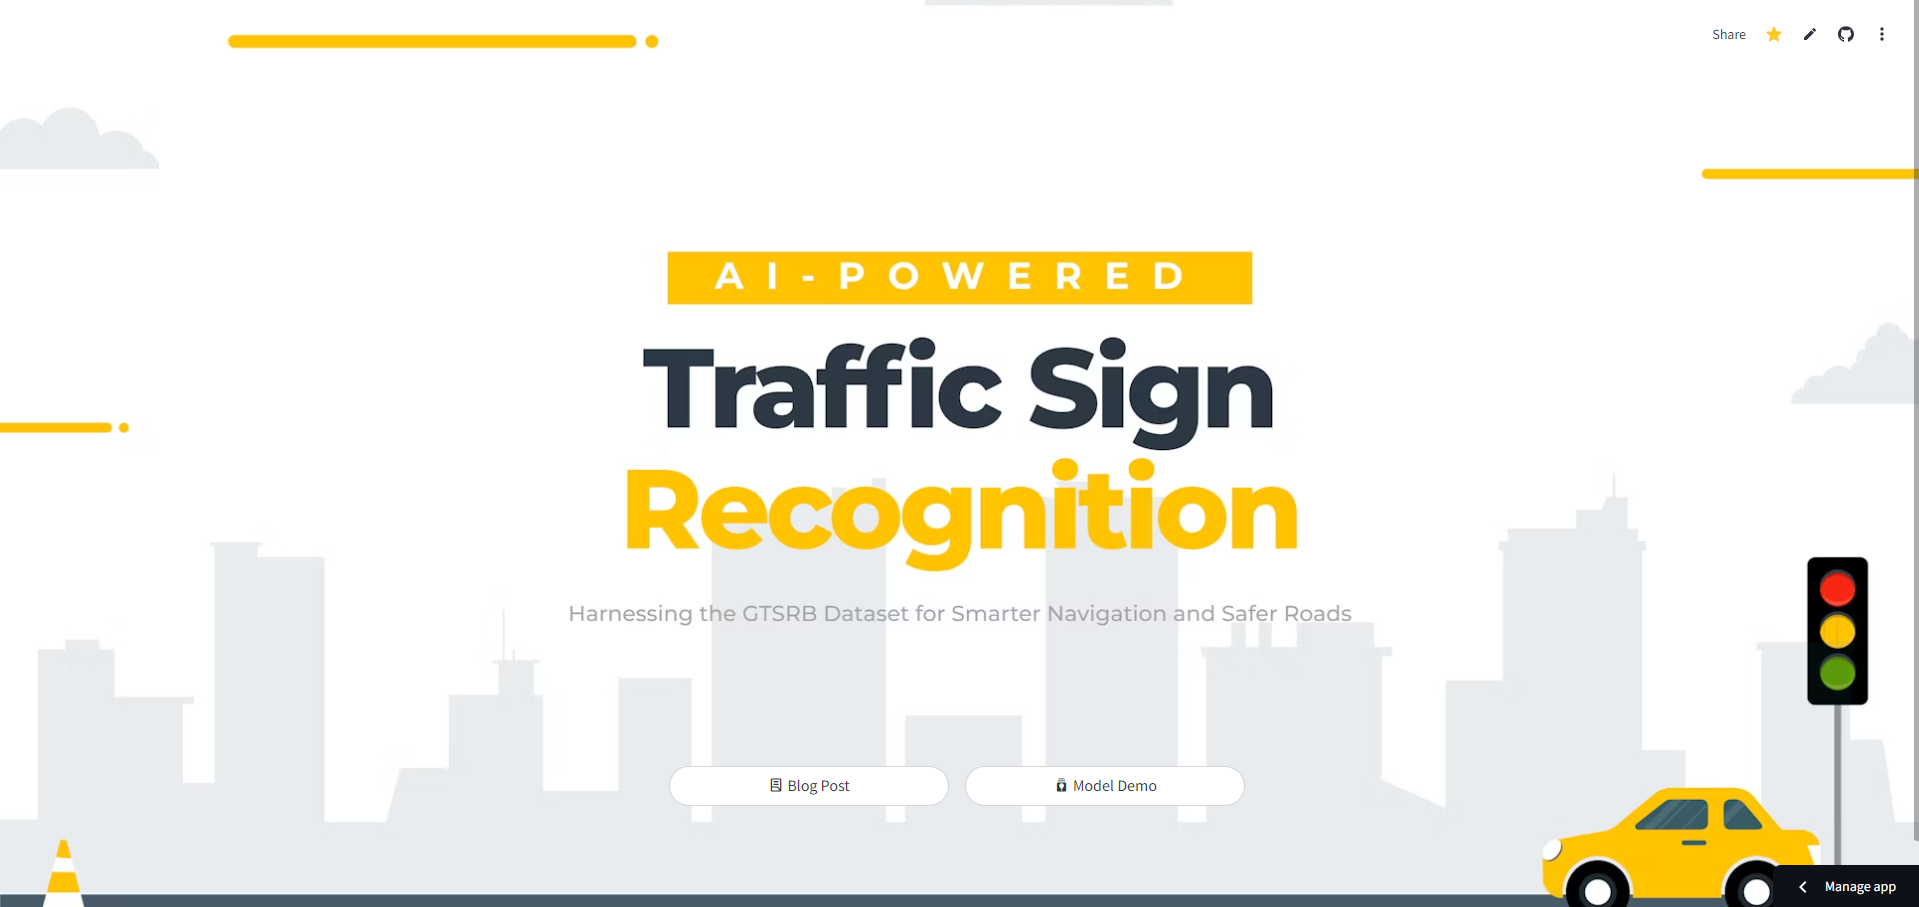 Share
AI-POWERED
Traffic Sign
Recognition
Harnessing the GTSRB Dataset for Smarter Navigation and Safer Roads
Blog Post
Model Demo
Manage app